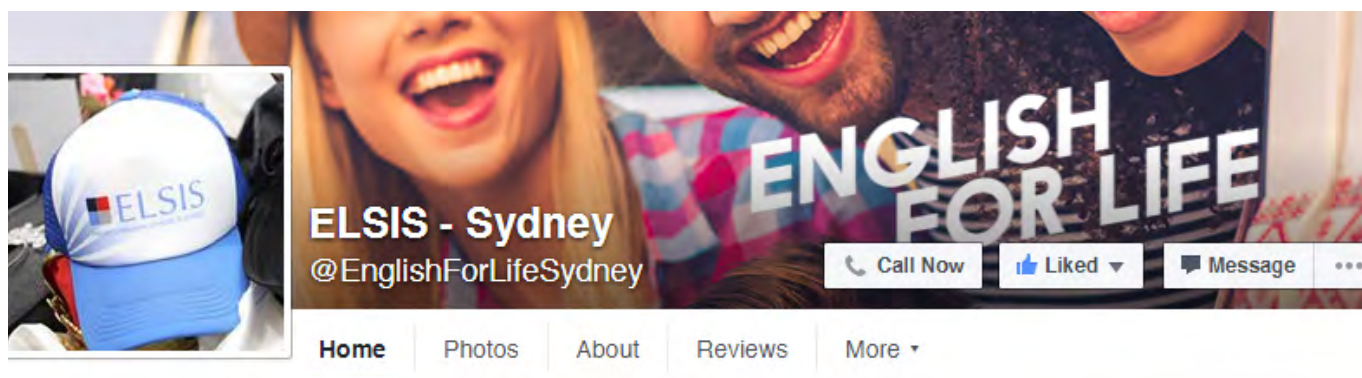 ENGLISH
FOR LIFE
ELSIS
ELSIS - Sydney
@EnglishForLifeSydney
Call Now
Liked
Message
Home Photos About Reviews More